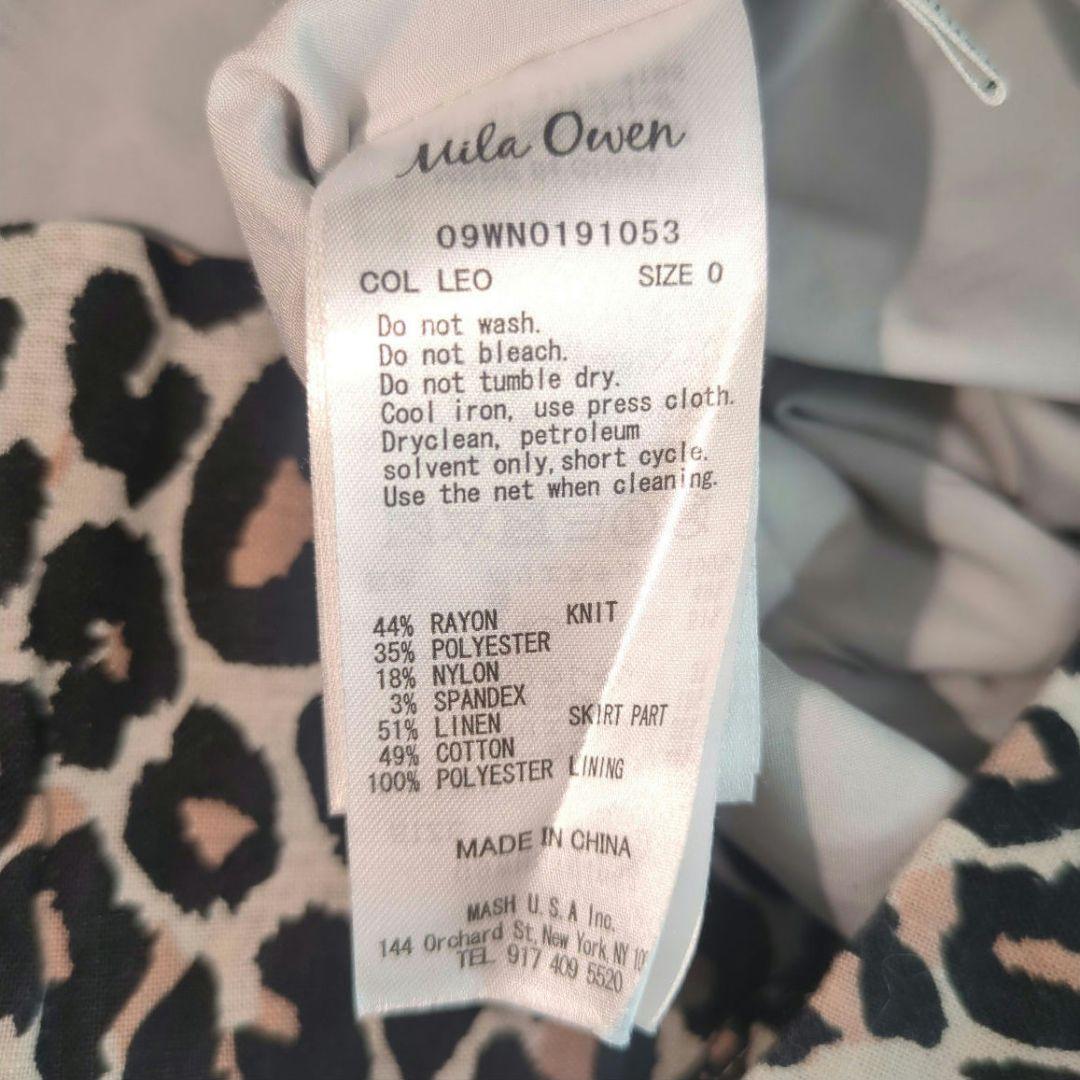 Mila Owen
09WNO191053
COL LEO SIZE 0
Do not wash.
Do not bleach.
Do not tumble dry.
Cool iron, use press cloth.
Dryclean, petroleum
solvent only, short cycle.
Use the net when cleaning.
44% RAYON KNIT
35% POLYESTER
18% NYLON
3% SPANDEX
51% LINEN SKIRT PART
49% COTTON
100% POLYESTER LINING
MADE IN CHINA
MASH U.S.A Inc.
144 Orchard St, New York NY
TEL 917 409 5520